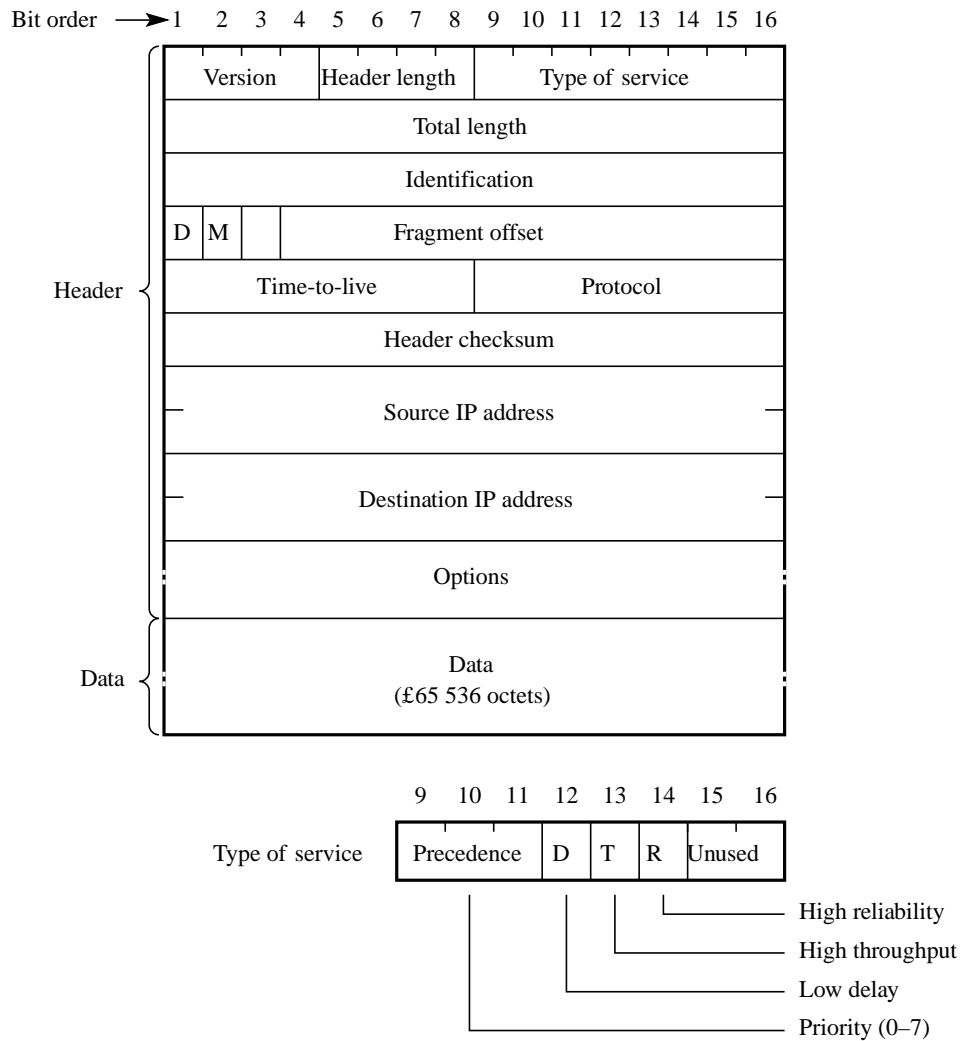 Bit order 1 2 3 4 5 6 7 8 9 10 11 12 13 14 15 16
Version Header length Type of service
Total length
Identification
D M Fragment offset
Header
Time-to-live Protocol
Header checksum
Source IP address
Destination IP address
Options
Data
Data
(£65 536 octets)
9 10 11 12 13 14 15 16
Type of service Precedence D T R Unused
High reliability
High throughput
Low delay
Priority (0–7)